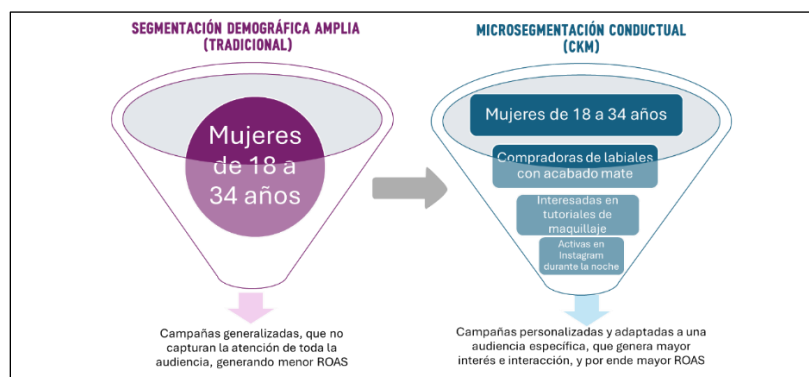 SEGMENTACIÓN DEMOGRÁFICA AMPLIA
(TRADICIONAL)
Mujeres
de 18 a
34 años
Campañas generalizadas, que no
capturan la atención de toda la
audiencia, generando menor ROAS
MICROSEGMENTACIÓN CONDUCTUAL
(CKM)
Mujeres de 18 a 34 años
Compradoras de labiales
con acabado mate
Interesadas en
tutoriales de
maquillaje
Activas en
Instagram
durante la noche
Campañas personalizadas y adaptadas a una
audiencia específica, que genera mayor
interés e interacción, y por ende mayor ROAS